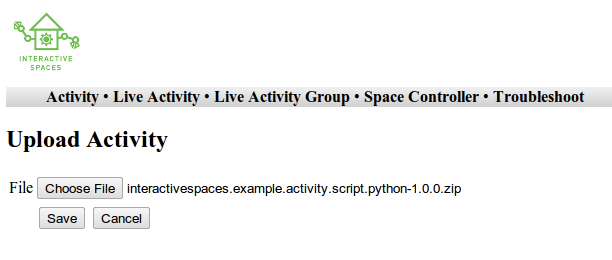 INTERACTIVE
SPACES
Activity • Live Activity • Live Activity Group • Space Controller • Troubleshoot
Upload Activity
File Choose File interactivespaces.example.activity.script.python-1.0.0.zip
Save Cancel